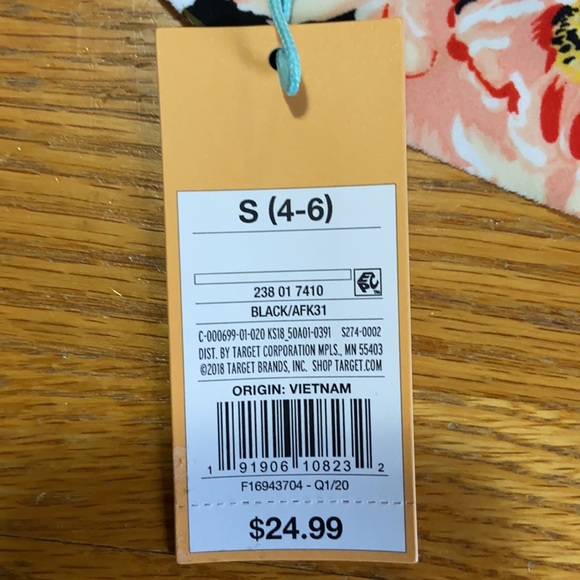 S (4-6)
EPC™
238 01 7410
BLACK/AFK31
C-000699-01-020 KS18_50A01-0391 S274-0002
DIST. BY TARGET CORPORATION MPLS., MN 55403
©2018 TARGET BRANDS, INC. SHOP TARGET.COM
ORIGIN: VIETNAM
1 91906 10823 2
F16943704 - Q1/20
$24.99